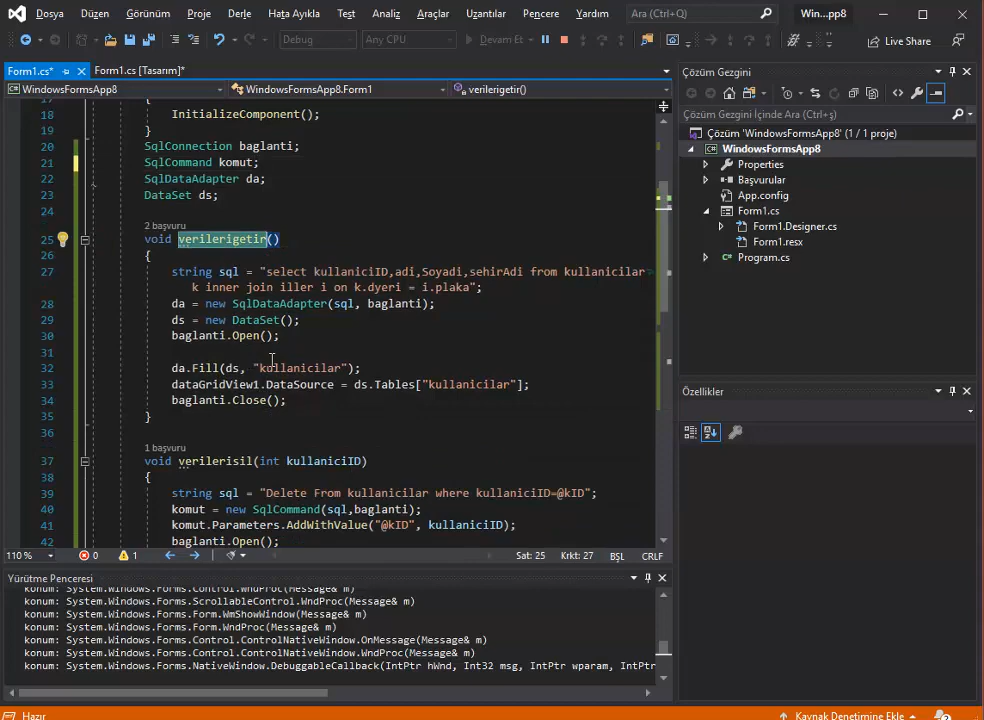 Dosya Düzen Görünüm Proje Derle Hata Ayıkla Test Analiz Araçlar Uzantılar Pencere Yardım Ara (Ctrl+Q) Win...pp8
Debug Any CPU Devam Et Live Share
Form1.cs* Form1.cs [Tasarım]*
WindowsFormsApp8 WindowsFormsApp8.Form1 verilerigetir()
17 {
18 InitializeComponent();
19 }
20 SqlConnection baglanti;
21 SqlCommand komut;
22 SqlDataAdapter da;
23 DataSet ds;
24
2 başvuru
25 void verilerigetir()
26 {
27 string sql = "select kullaniciID,adi,Soyadi,sehirAdi from kullanicilar
k inner join iller i on k.dyeri = i.plaka";
28 da = new SqlDataAdapter(sql, baglanti);
29 ds = new DataSet();
30 baglanti.Open();
31
32 da.Fill(ds, "kullanicilar");
33 dataGridView1.DataSource = ds.Tables["kullanicilar"];
34 baglanti.Close();
35 }
36
1 başvuru
37 void verilerisil(int kullaniciID)
38 {
39 string sql = "Delete From kullanicilar where kullaniciID=@kID";
40 komut = new SqlCommand(sql,baglanti);
41 komut.Parameters.AddWithValue("@kID", kullaniciID);
42 baglanti.Open();
110 % 0 1 Sat: 25 Krkt: 27 BŞL CRLF
Yürütme Penceresi
konum: System.Windows.Forms.Control.WndProc(Message& m)
konum: System.Windows.Forms.ScrollableControl.WndProc(Message& m)
konum: System.Windows.Forms.Form.WmShowWindow(Message& m)
konum: System.Windows.Forms.Form.WndProc(Message& m)
konum: System.Windows.Forms.Control.ControlNativeWindow.OnMessage(Message& m)
konum: System.Windows.Forms.Control.ControlNativeWindow.WndProc(Message& m)
konum: System.Windows.Forms.NativeWindow.DebuggableCallback(IntPtr hWnd, Int32 msg, IntPtr wparam, IntPtr
Çözüm Gezgini
Çözüm Gezgini İçinde Ara (Ctrl+ş)
Çözüm 'WindowsFormsApp8' (1 / 1 proje)
WindowsFormsApp8
Properties
Başvurular
App.config
Form1.cs
Form1.Designer.cs
Form1.resx
Program.cs
Özellikler
Hazır Kaynak Denetimine Ekle 2